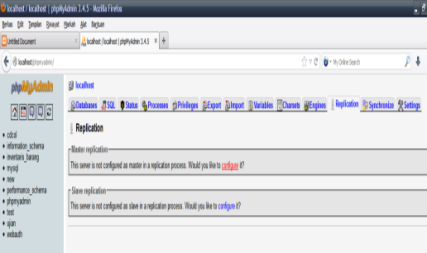 localhost / localhost | phpMyAdmin 3.4.5 - Mozilla Firefox
Berkas Edit Tampilan Riwayat Markah Alat Bantuan
Untitled Document × localhost / localhost | phpMyAdmin 3.4.5 × +
localhost/phpmyadmin/ My Online Search
phpMyAdmin
cdcal
information_schema
inventaris_barang
mysql
new
performance_schema
phpmyadmin
test
ujian
webauth
localhost
Databases SQL Status Processes Privileges Export Import Variables Charsets Engines Replication Synchronize Settings
Replication
Master replication
This server is not configured as master in a replication process. Would you like to configure it?
Slave replication
This server is not configured as slave in a replication process. Would you like to configure it?